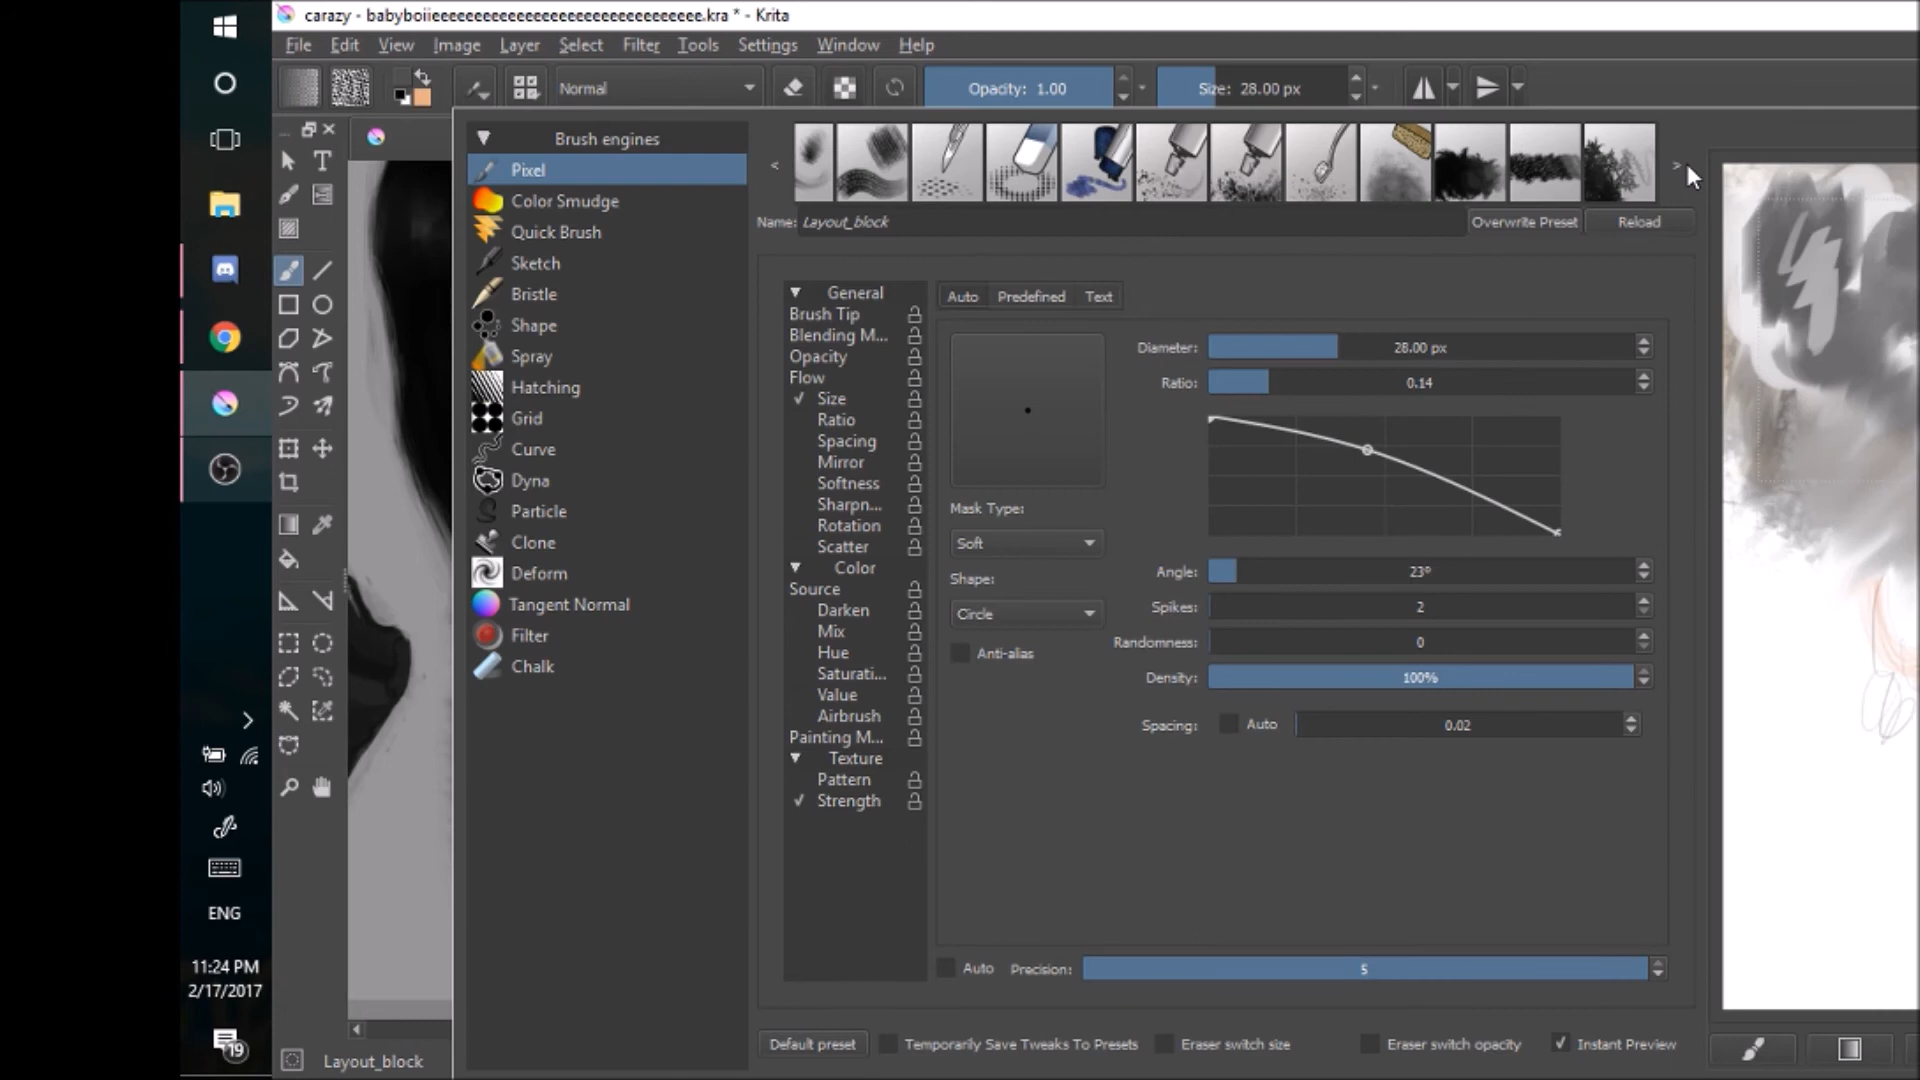 carazy - babyboiieeeeeeeeeeeeeeeeeeeeeeeeeeeeeeee.kra * - Krita
File Edit View Image Layer Select Filter Tools Settings Window Help
Normal Opacity: 1.00 Size: 28.00 px
Brush engines
Pixel
Color Smudge
Quick Brush
Sketch
Bristle
Shape
Spray
Hatching
Grid
Curve
Dyna
Particle
Clone
Deform
Tangent Normal
Filter
Chalk
< >
Name: Layout_block Overwrite Preset Reload
General
Brush Tip
Blending M...
Opacity
Flow
Size
Ratio
Spacing
Mirror
Softness
Sharpn...
Rotation
Scatter
Color
Source
Darken
Mix
Hue
Saturati...
Value
Airbrush
Painting M...
Texture
Pattern
Strength
Auto Predefined Text
Diameter: 28.00 px
Ratio: 0.14
Mask Type:
Soft
Shape:
Circle
Anti-alias
Angle: 23º
Spikes: 2
Randomness: 0
Density: 100%
Spacing: Auto 0.02
Auto Precision: 5
Default preset Temporarily Save Tweaks To Presets Eraser switch size Eraser switch opacity Instant Preview
ENG
11:24 PM
2/17/2017
19
Layout_block